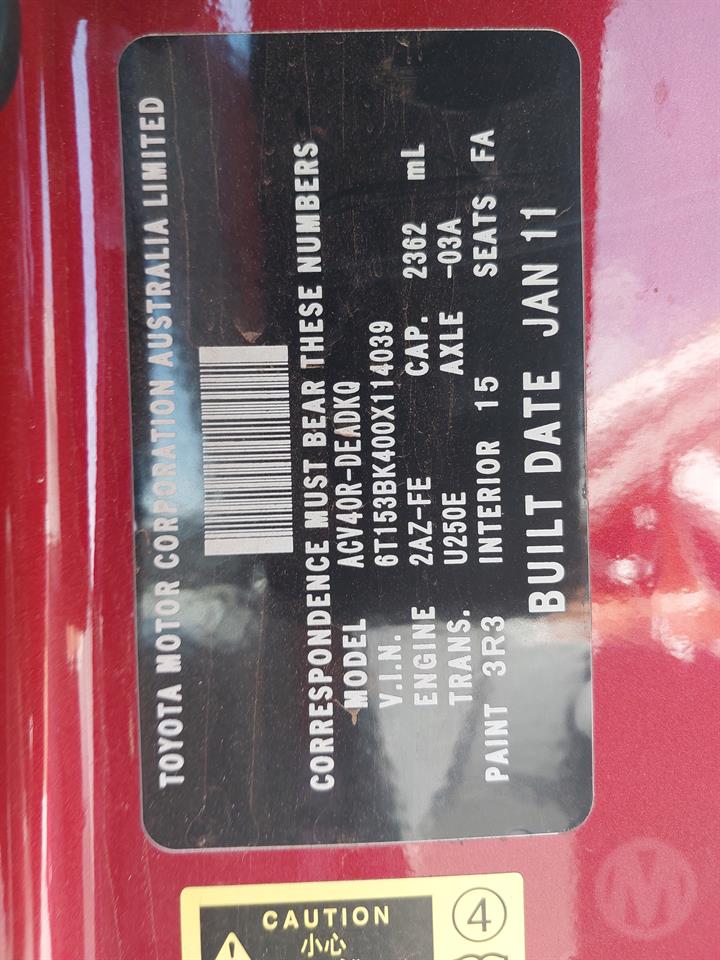 TOYOTA MOTOR CORPORATION AUSTRALIA LIMITED
CORRESPONDENCE MUST BEAR THESE NUMBERS
MODEL ACV40R-DEADKQ
V.I.N. 6T153BK400X114039
ENGINE 2AZ-FE CAP. 2362 mL
TRANS. U250E AXLE -03A
PAINT 3R3 INTERIOR 15 SEATS FA
BUILT DATE JAN 11
CAUTION
小心
4
M